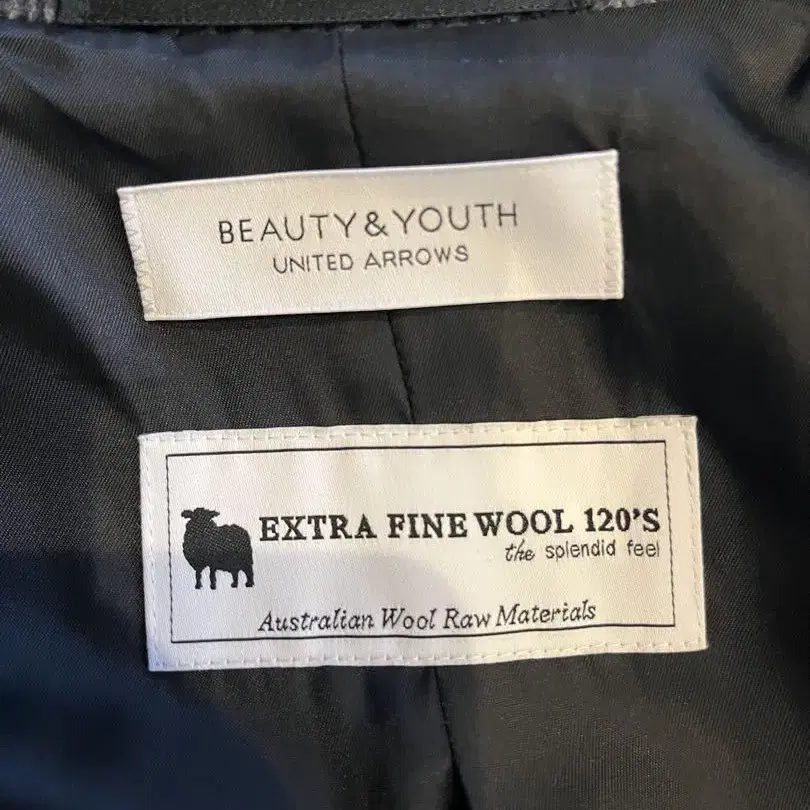 BEAUTY&YOUTH
UNITED ARROWS
EXTRA FINE WOOL 120'S
the splendid feel
Australian Wool Raw Materials